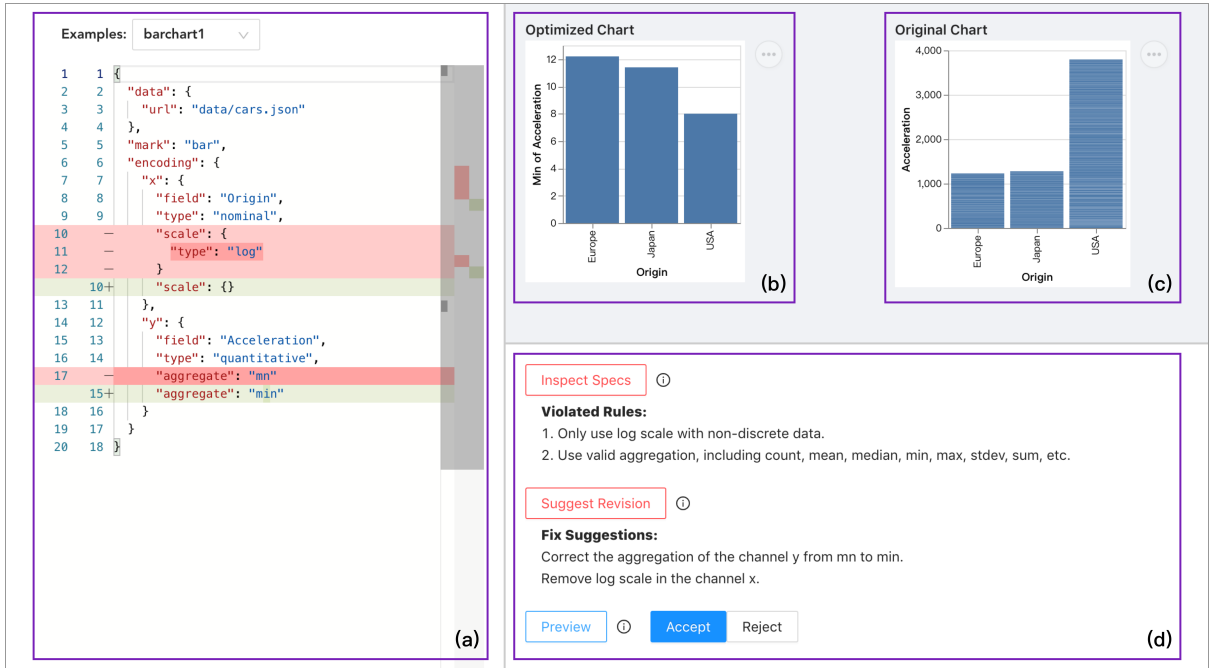 Examples: barchart1
1 1 {
2 2 "data": {
3 3 "url": "data/cars.json"
4 4 },
5 5 "mark": "bar",
6 6 "encoding": {
7 7 "x": {
8 8 "field": "Origin",
9 9 "type": "nominal",
10 — "scale": {
11 — "type": "log"
12 — }
10+ "scale": {}
13 11 },
14 12 "y": {
15 13 "field": "Acceleration",
16 14 "type": "quantitative",
17 — "aggregate": "mn"
15+ "aggregate": "min"
18 16 }
19 17 }
20 18 }
(a)
Optimized Chart
Min of Acceleration
12
10
8
6
4
2
0
Europe
Japan
USA
Origin
(b)
Original Chart
Acceleration
4,000
3,000
2,000
1,000
0
Europe
Japan
USA
Origin
(c)
Inspect Specs
Violated Rules:
1. Only use log scale with non-discrete data.
2. Use valid aggregation, including count, mean, median, min, max, stdev, sum, etc.
Suggest Revision
Fix Suggestions:
Correct the aggregation of the channel y from mn to min.
Remove log scale in the channel x.
Preview Accept Reject
(d)